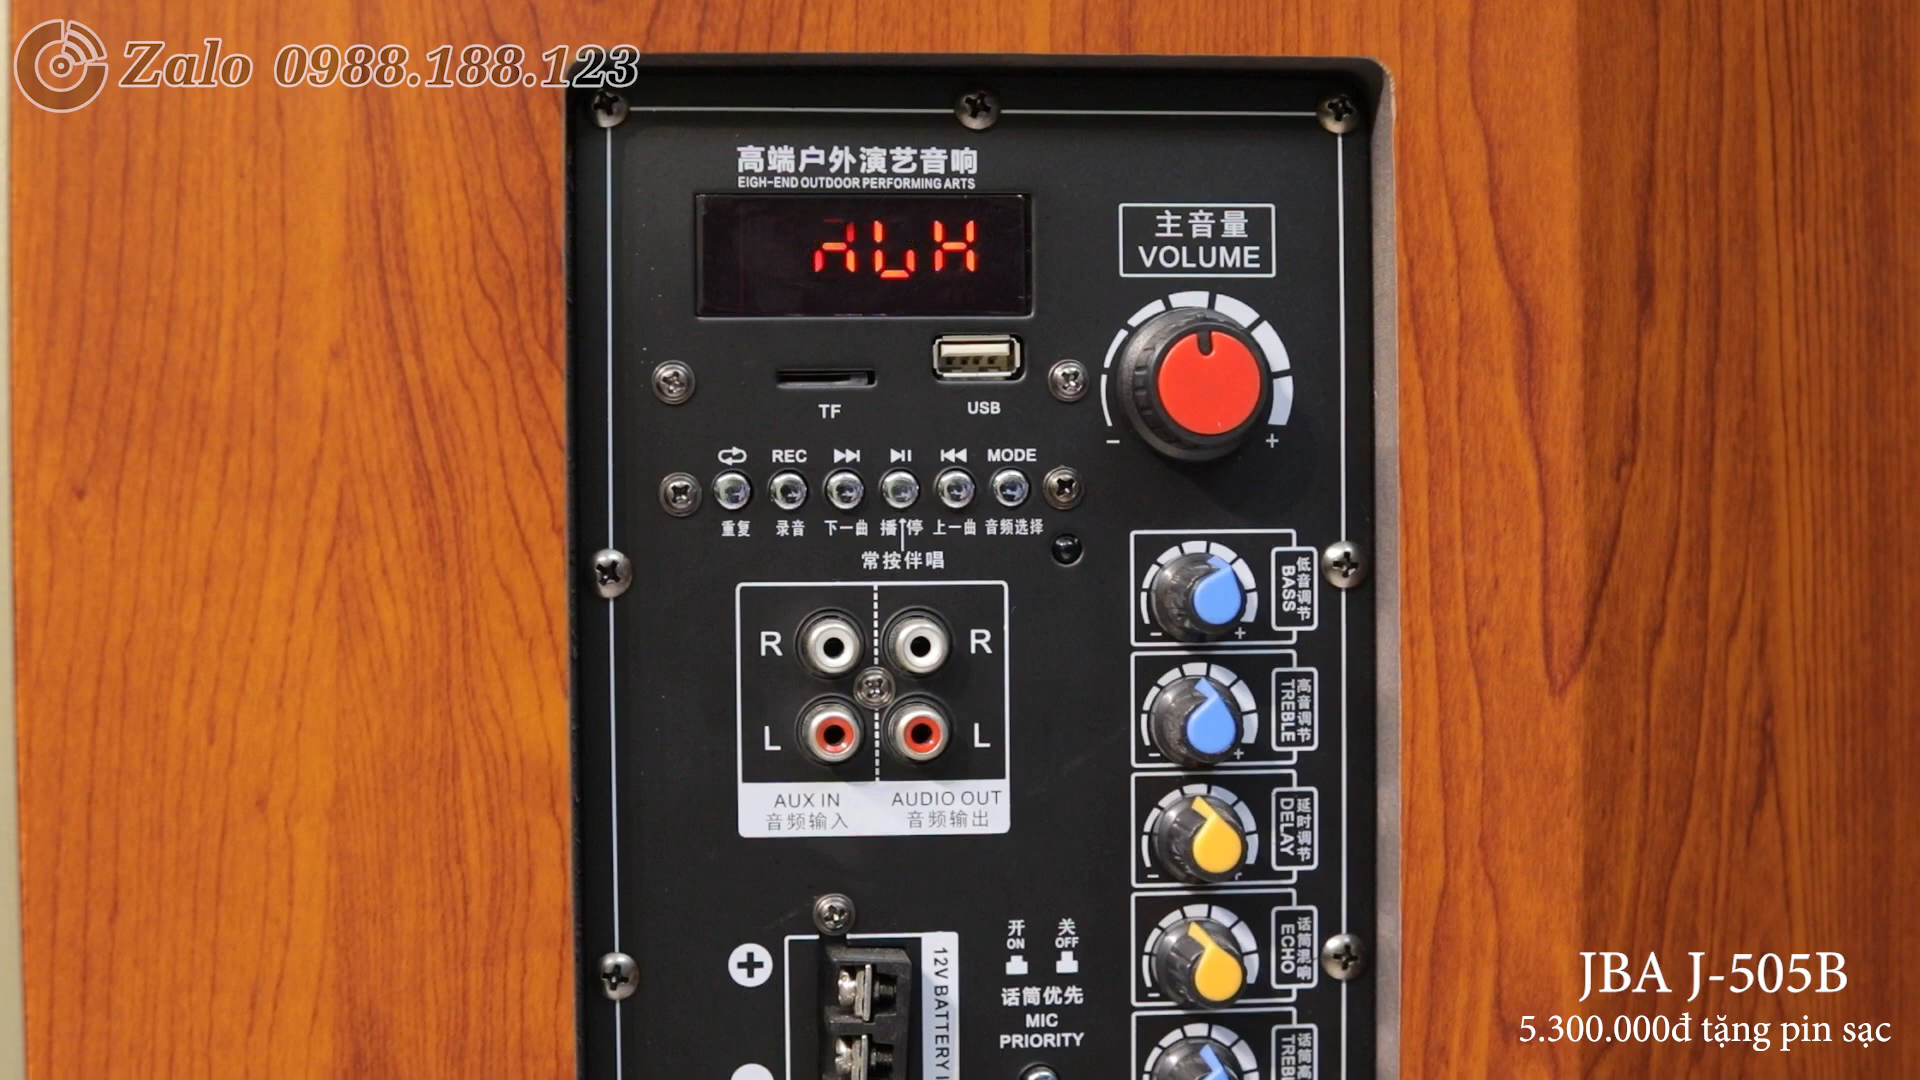 Zalo 0988.188.123
高端户外演艺音响
EIGH-END OUTDOOR PERFORMING ARTS
主音量
VOLUME
TF
USB
REC
MODE
重复 录音 下一曲 播停 上一曲 音频选择
常按伴唱
低音调节
BASS
- +
高音调节
TREBLE
- +
R R
L L
AUX IN
音频输入
AUDIO OUT
音频输出
延时调节
DELAY
话筒混响
ECHO
开
ON
关
OFF
话筒优先
MIC
PRIORITY
12V BATTERY
话筒高
JBA J-505B
5.300.000đ tặng pin sạc